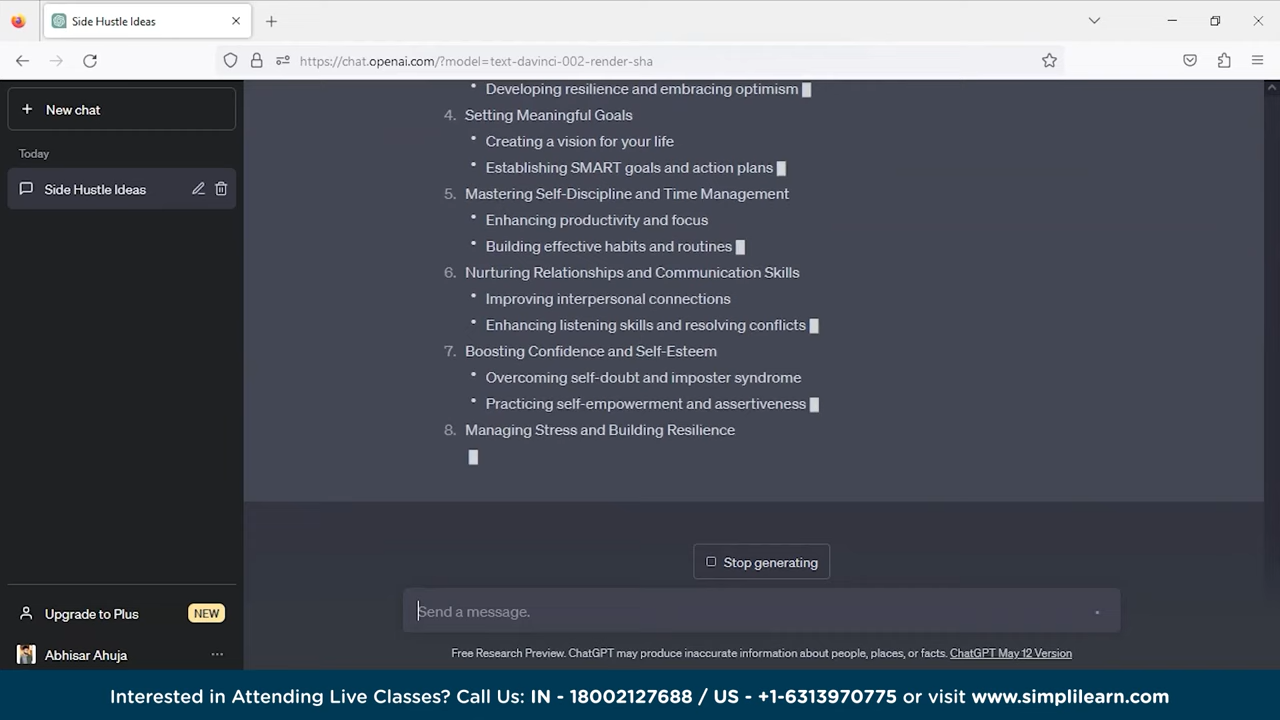 Side Hustle Ideas
https://chat.openai.com/?model=text-davinci-002-render-sha
New chat
Today
Side Hustle Ideas
Upgrade to Plus NEW
Abhisar Ahuja
• Developing resilience and embracing optimism
4. Setting Meaningful Goals
• Creating a vision for your life
• Establishing SMART goals and action plans
5. Mastering Self-Discipline and Time Management
• Enhancing productivity and focus
• Building effective habits and routines
6. Nurturing Relationships and Communication Skills
• Improving interpersonal connections
• Enhancing listening skills and resolving conflicts
7. Boosting Confidence and Self-Esteem
• Overcoming self-doubt and imposter syndrome
• Practicing self-empowerment and assertiveness
8. Managing Stress and Building Resilience
Stop generating
Send a message.
Free Research Preview. ChatGPT may produce inaccurate information about people, places, or facts. ChatGPT May 12 Version
Interested in Attending Live Classes? Call Us: IN - 18002127688 / US - +1-6313970775 or visit www.simplilearn.com